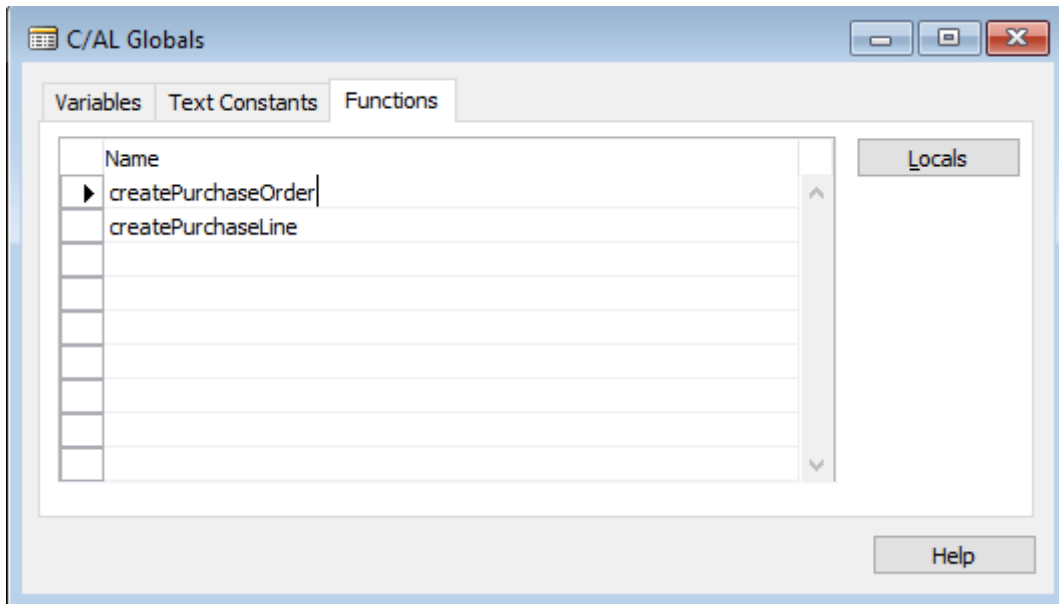 C/AL Globals
Variables Text Constants Functions
Name
Locals
createPurchaseOrder
createPurchaseLine
Help